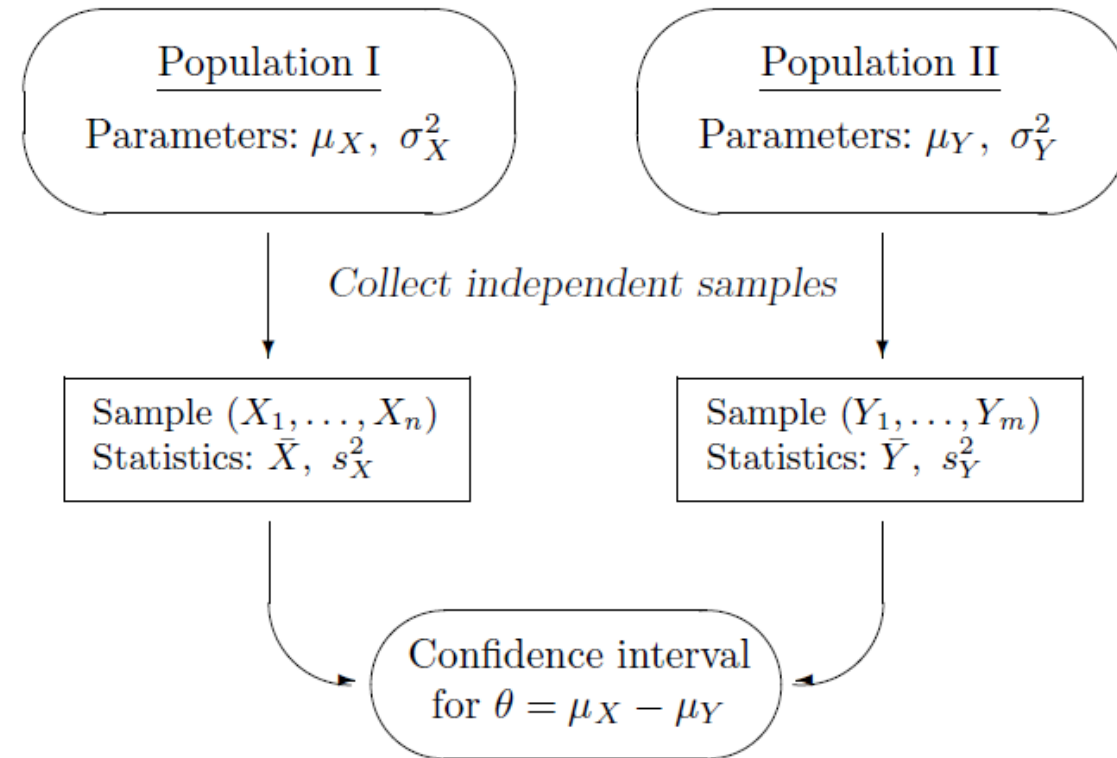 Population I
Parameters: μ_X, σ_X^2
Population II
Parameters: μ_Y, σ_Y^2
Collect independent samples
Sample (X_1, . . . , X_n)
Statistics: X̄, s_X^2
Sample (Y_1, . . . , Y_m)
Statistics: Ȳ, s_Y^2
Confidence interval
for θ = μ_X − μ_Y